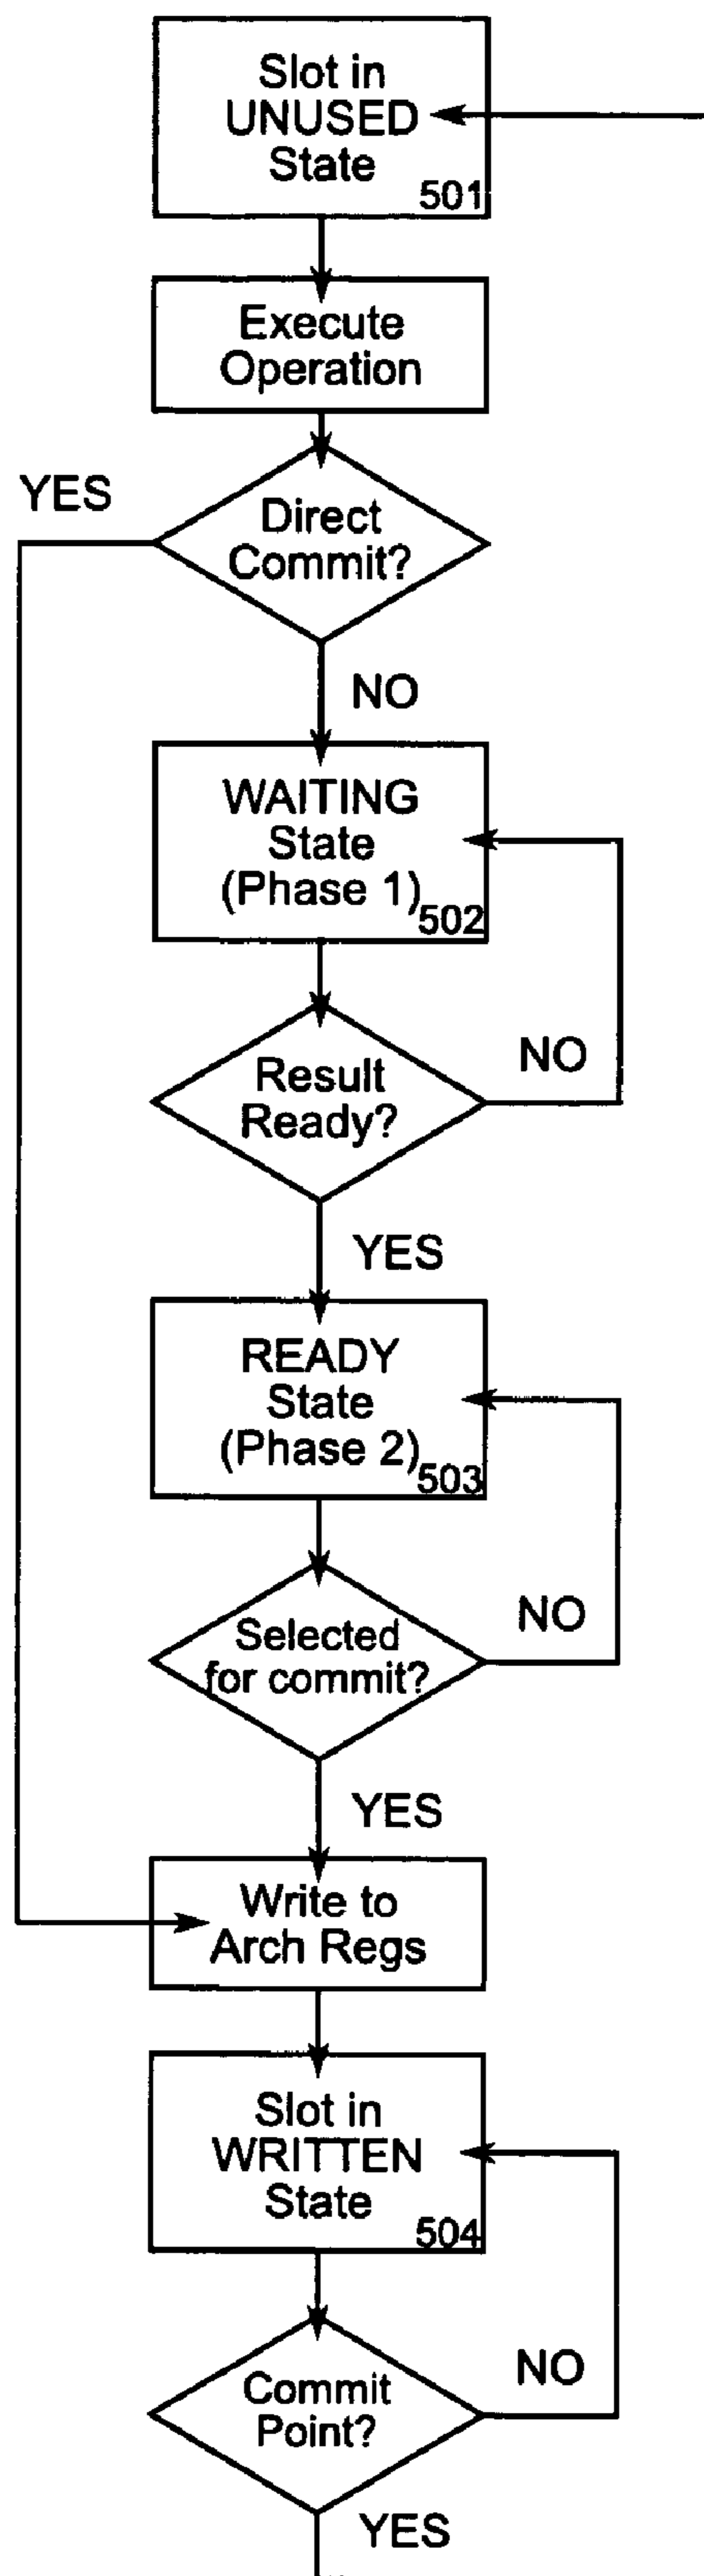 Slot in
UNUSED
State
501
Execute
Operation
YES
Direct
Commit?
NO
WAITING
State
(Phase 1)
502
Result
Ready?
NO
YES
READY
State
(Phase 2)
503
Selected
for commit?
NO
YES
Write to
Arch Regs
Slot in
WRITTEN
State
504
Commit
Point?
NO
YES